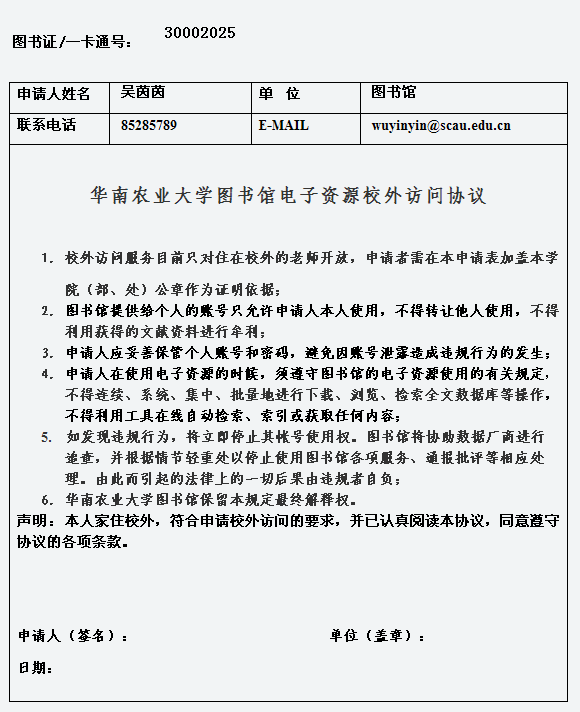 图书证/一卡通号： 30002025
申请人姓名 吴茵茵 单 位 图书馆
联系电话 85285789 E-MAIL wuyinyin@scau.edu.cn
华南农业大学图书馆电子资源校外访问协议
1. 校外访问服务目前只对住在校外的老师开放，申请者需在本申请表加盖本学
院（部、处）公章作为证明依据；
2. 图书馆提供给个人的账号只允许申请人本人使用，不得转让他人使用，不得
利用获得的文献资料进行牟利；
3. 申请人应妥善保管个人账号和密码，避免因账号泄露造成违规行为的发生；
4. 申请人在使用电子资源的时候，须遵守图书馆的电子资源使用的有关规定，
不得连续、系统、集中、批量地进行下载、浏览、检索全文数据库等操作，
不得利用工具在线自动检索、索引或获取任何内容；
5. 如发现违规行为，将立即停止其帐号使用权。图书馆将协助数据厂商进行
追查，并根据情节轻重处以停止使用图书馆各项服务、通报批评等相应处
理。由此而引起的法律上的一切后果由违规者自负；
6. 华南农业大学图书馆保留本规定最终解释权。
声明：本人家住校外，符合申请校外访问的要求，并已认真阅读本协议，同意遵守
协议的各项条款。
申请人（签名）： 单位（盖章）：
日期：